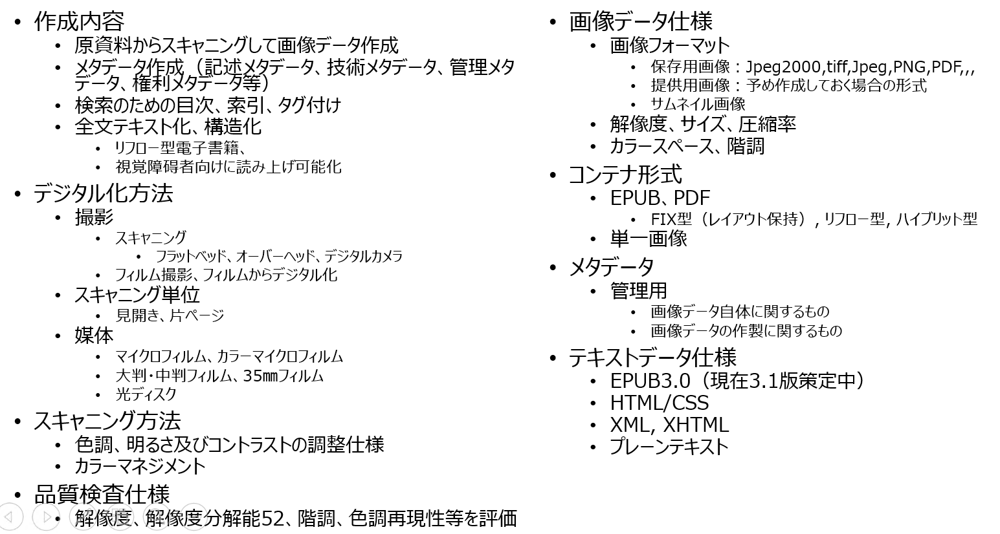 • 作成内容
• 原資料からスキャニングして画像データ作成
• メタデータ作成（記述メタデータ、技術メタデータ、管理メタ
データ、権利メタデータ等）
• 検索のための目次、索引、タグ付け
• 全文テキスト化、構造化
• リフロー型電子書籍、
• 視覚障碍者向けに読み上げ可能化
• デジタル化方法
• 撮影
• スキャニング
• フラットベッド、オーバーヘッド、デジタルカメラ
• フィルム撮影、フィルムからデジタル化
• スキャニング単位
• 見開き、片ページ
• 媒体
• マイクロフィルム、カラーマイクロフィルム
• 大判・中判フィルム、35㎜フィルム
• 光ディスク
• スキャニング方法
• 色調、明るさ及びコントラストの調整仕様
• カラーマネジメント
• 品質検査仕様
• 解像度、解像度分解能52、階調、色調再現性等を評価
• 画像データ仕様
• 画像フォーマット
• 保存用画像：Jpeg2000,tiff,Jpeg,PNG,PDF,,,
• 提供用画像：予め作成しておく場合の形式
• サムネイル画像
• 解像度、サイズ、圧縮率
• カラースペース、階調
• コンテナ形式
• EPUB、PDF
• FIX型（レイアウト保持）, リフロー型, ハイブリット型
• 単一画像
• メタデータ
• 管理用
• 画像データ自体に関するもの
• 画像データの作製に関するもの
• テキストデータ仕様
• EPUB3.0（現在3.1版策定中）
• HTML/CSS
• XML, XHTML
• プレーンテキスト